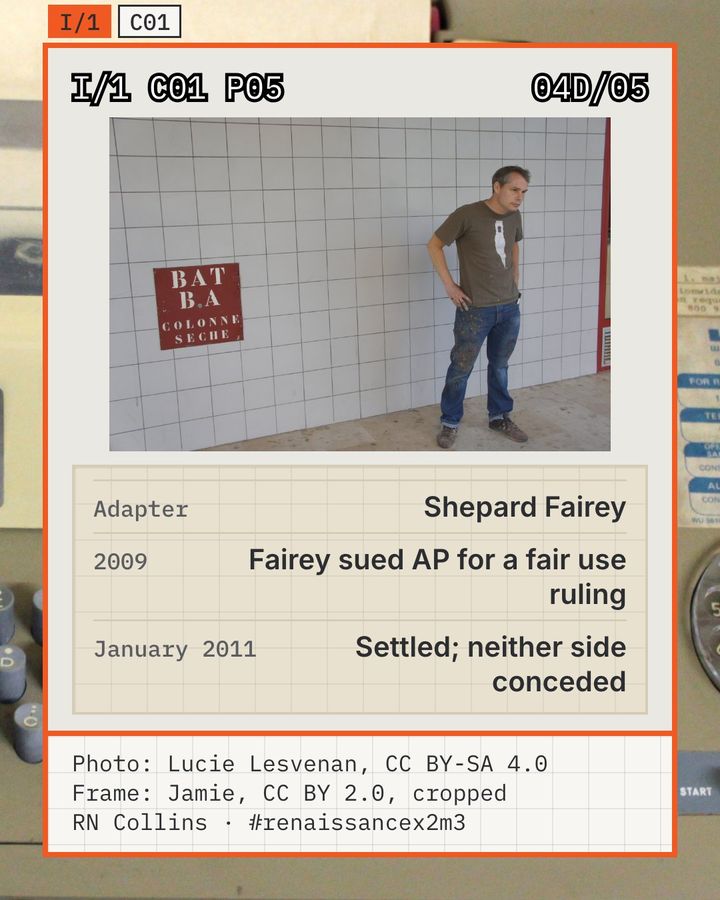 I/1 C01
I/1 C01 P05 04D/05
BAT
B.A
COLONNE
SECHE
Adapter Shepard Fairey
2009 Fairey sued AP for a fair use
ruling
January 2011 Settled; neither side
conceded
Photo: Lucie Lesvenan, CC BY-SA 4.0
Frame: Jamie, CC BY 2.0, cropped
RN Collins · #renaissancex2m3
START